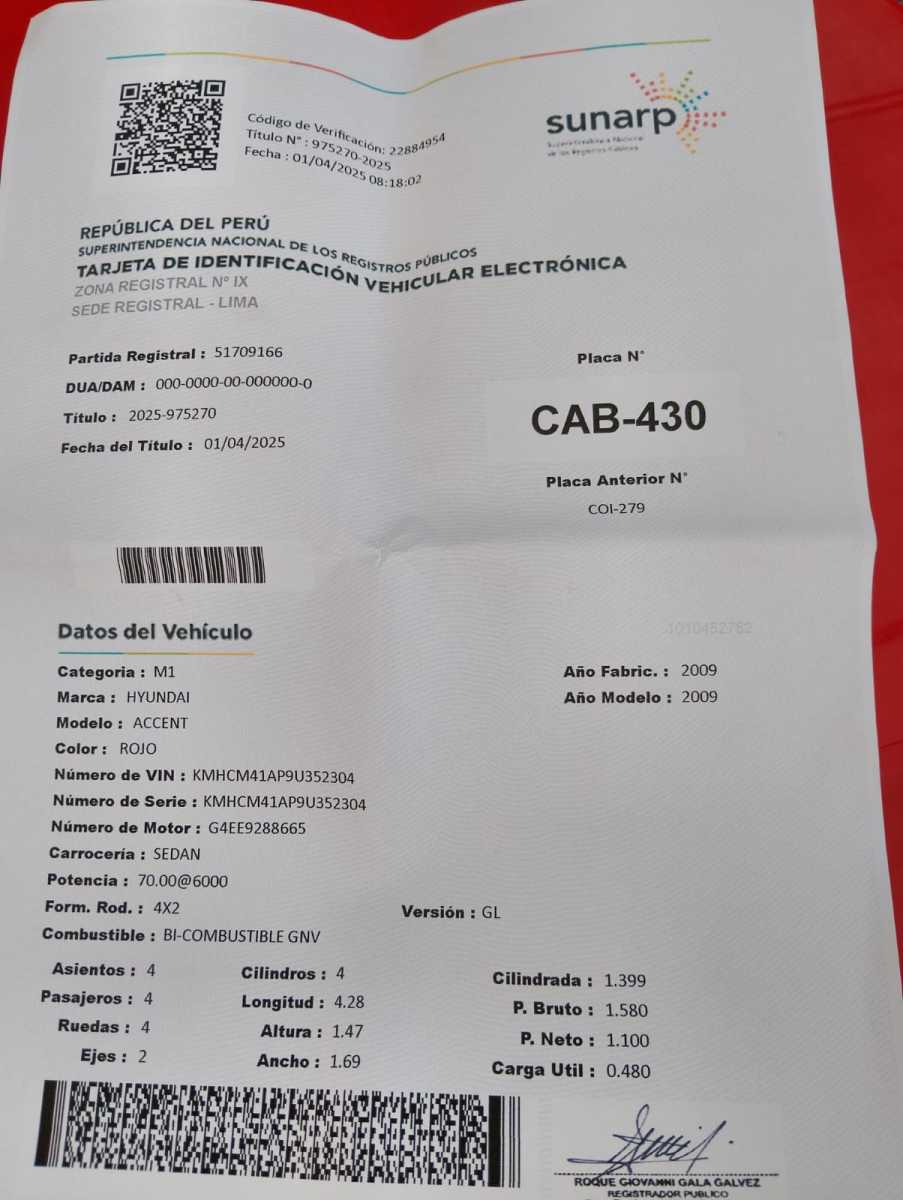 Código de Verificación: 22884954
Título N° : 975270-2025
Fecha : 01/04/2025 08:18:02
sunarp
Superintendencia Nacional
de los Registros Públicos
REPÚBLICA DEL PERÚ
SUPERINTENDENCIA NACIONAL DE LOS REGISTROS PÚBLICOS
TARJETA DE IDENTIFICACIÓN VEHICULAR ELECTRÓNICA
ZONA REGISTRAL N° IX
SEDE REGISTRAL - LIMA
Partida Registral : 51709166
DUA/DAM : 000-0000-00-000000-0
Título : 2025-975270
Fecha del Título : 01/04/2025
Placa N°
CAB-430
Placa Anterior N°
COI-279
Datos del Vehículo
1010452782
Categoria : M1
Marca : HYUNDAI
Modelo : ACCENT
Color : ROJO
Número de VIN : KMHCM41AP9U352304
Número de Serie : KMHCM41AP9U352304
Número de Motor : G4EE9288665
Carrocería : SEDAN
Potencia : 70.00@6000
Form. Rod. : 4X2
Combustible : BI-COMBUSTIBLE GNV
Año Fabric. : 2009
Año Modelo : 2009
Versión : GL
Asientos : 4
Pasajeros : 4
Ruedas : 4
Ejes : 2
Cilindros : 4
Longitud : 4.28
Altura : 1.47
Ancho : 1.69
Cilindrada : 1.399
P. Bruto : 1.580
P. Neto : 1.100
Carga Util : 0.480
ROQUE GIOVANNI GALA GALVEZ
REGISTRADOR PUBLICO